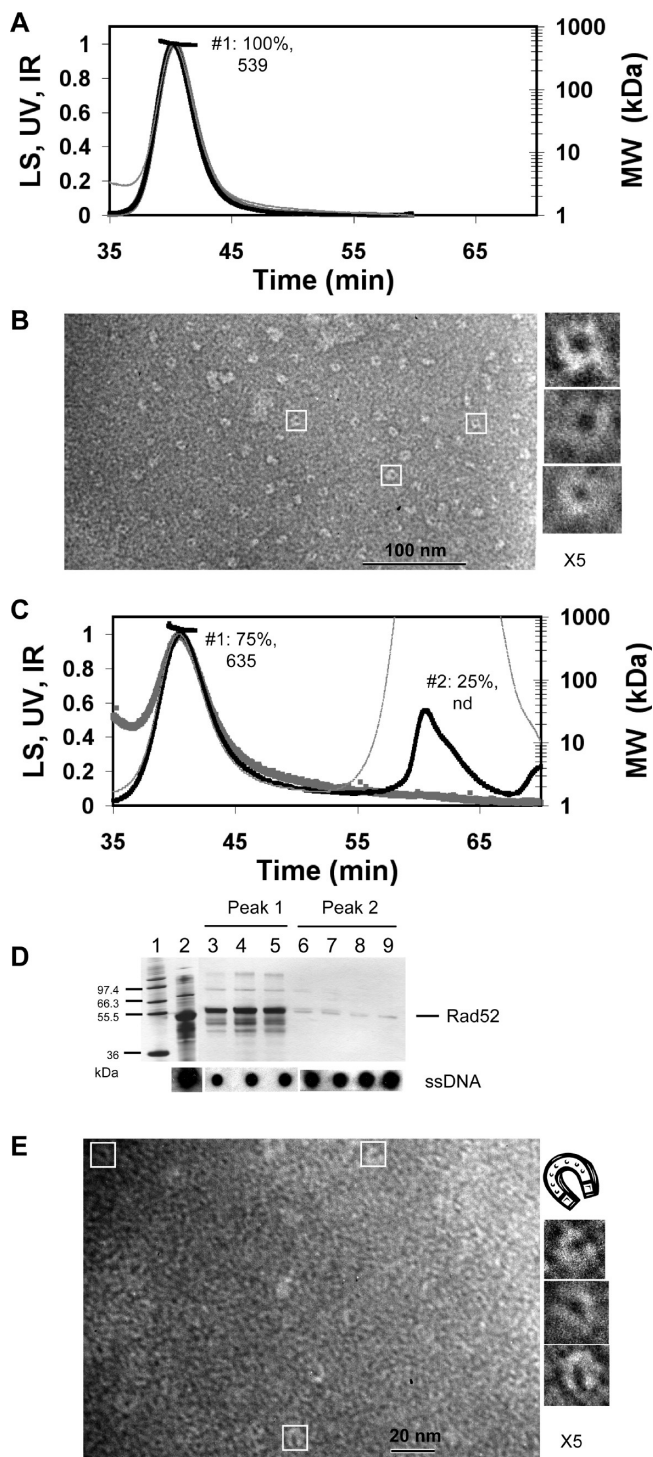 A
LS, UV, IR
1
0.8
0.6
0.4
0.2
0
#1: 100%,
539
1000
100
10
1
MW (kDa)
35
45
55
65
Time (min)
B
100 nm
X5
C
LS, UV, IR
1
0.8
0.6
0.4
0.2
0
#1: 75%,
635
#2: 25%,
nd
1000
100
10
1
MW (kDa)
35
45
55
65
Time (min)
Peak 1
Peak 2
D
1 2 3 4 5 6 7 8 9
97.4
66.3
55.5
36
kDa
Rad52
ssDNA
E
20 nm
X5